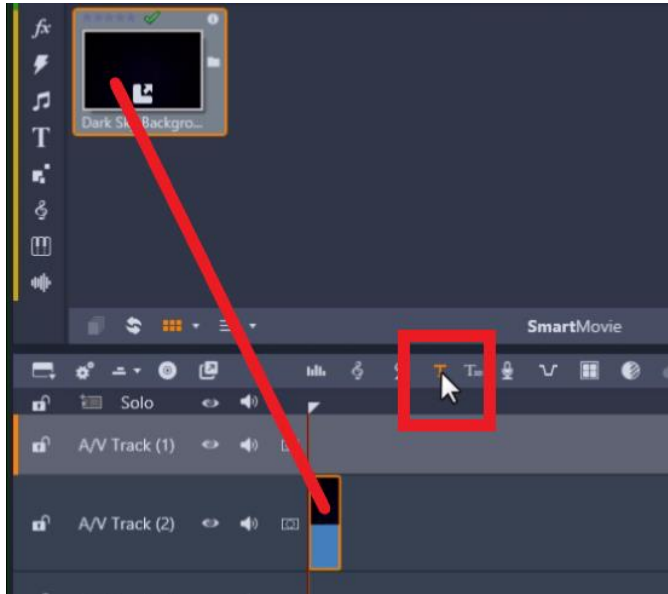 fx
T
Dark Sky Backgro...
SmartMovie
T
Solo
A/V Track (1)
A/V Track (2)